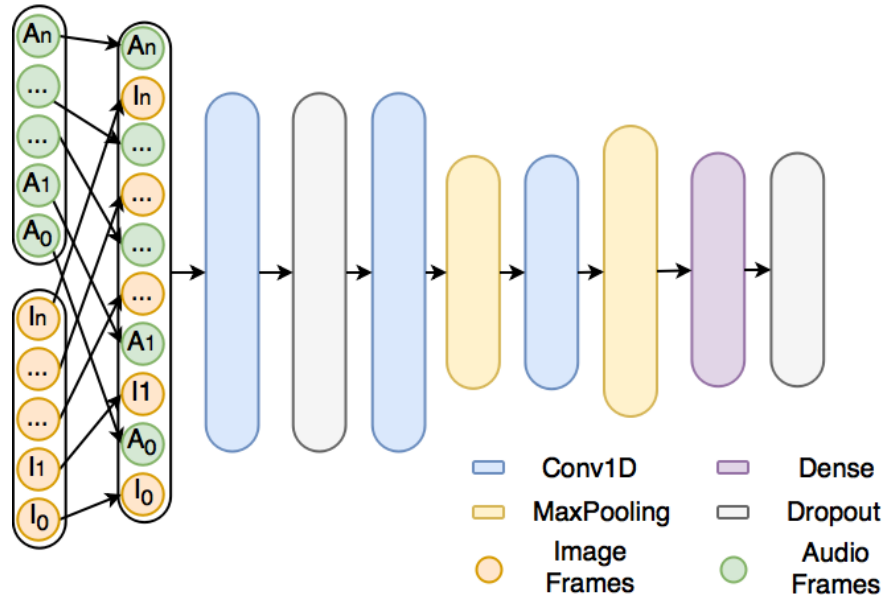 An
...
...
A1
A0
In
...
...
I1
I0
An
In
...
...
...
...
A1
I1
A0
I0
Conv1D
Dense
MaxPooling
Dropout
Image
Frames
Audio
Frames